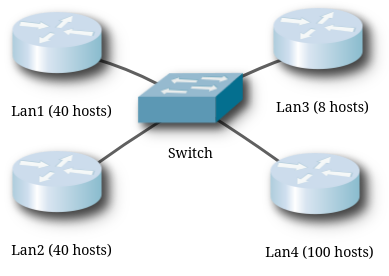 Lan1 (40 hosts)
Lan3 (8 hosts)
Switch
Lan2 (40 hosts)
Lan4 (100 hosts)